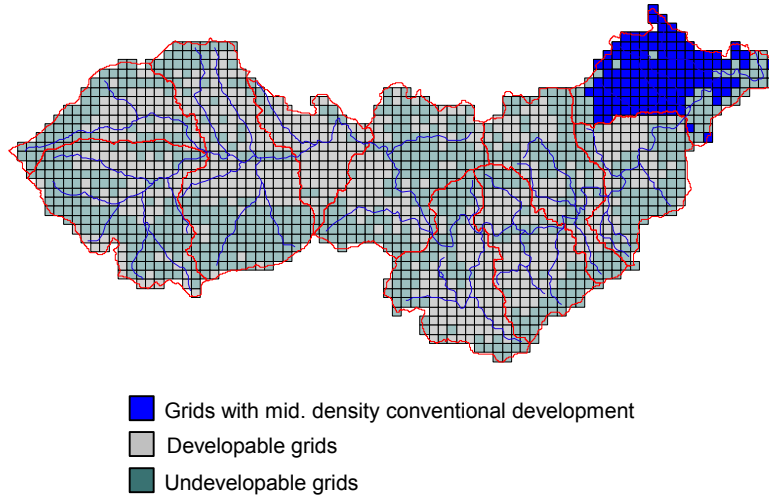 Grids with mid. density conventional development
Developable grids
Undevelopable grids